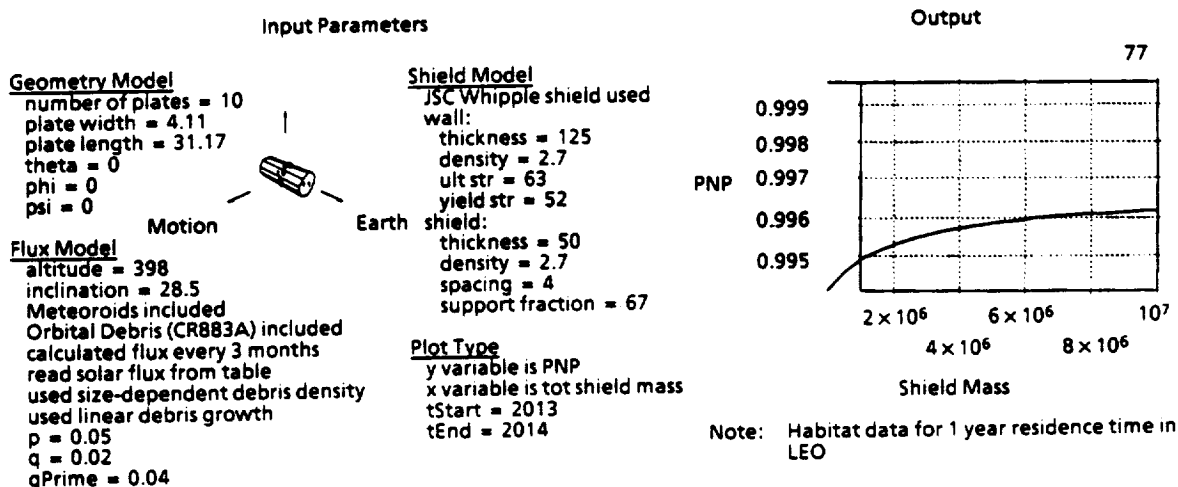 Input Parameters
Geometry Model
number of plates = 10
plate width = 4.11
plate length = 31.17
theta = 0
phi = 0
psi = 0
Motion
Earth
Flux Model
altitude = 398
inclination = 28.5
Meteoroids included
Orbital Debris (CR883A) included
calculated flux every 3 months
read solar flux from table
used size-dependent debris density
used linear debris growth
p = 0.05
q = 0.02
qPrime = 0.04
Shield Model
JSC Whipple shield used
wall:
thickness = 125
density = 2.7
ult str = 63
yield str = 52
shield:
thickness = 50
density = 2.7
spacing = 4
support fraction = 67
Plot Type
y variable is PNP
x variable is tot shield mass
tStart = 2013
tEnd = 2014
Output
77
0.999
0.998
0.997
PNP
0.996
0.995
2 × 10⁶
6 × 10⁶
10⁷
4 × 10⁶
8 × 10⁶
Shield Mass
Note: Habitat data for 1 year residence time in
LEO